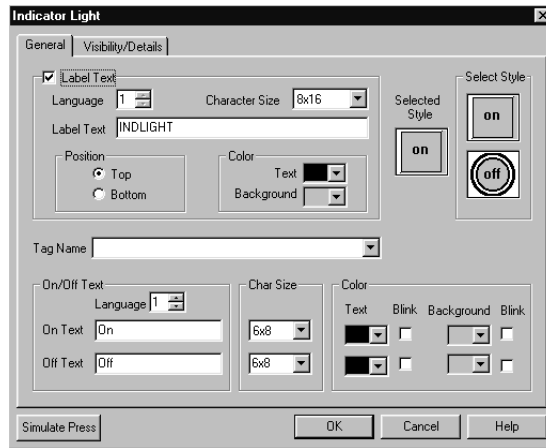 Indicator Light
General Visibility/Details
Label Text
Language 1 Character Size 8x16
Label Text INDLIGHT
Position
Top
Bottom
Color
Text
Background
Selected Style
on
Select Style
on
off
Tag Name
On/Off Text
Language 1
On Text On
Off Text Off
Char Size
6x8
6x8
Color
Text Blink Background Blink
Simulate Press OK Cancel Help